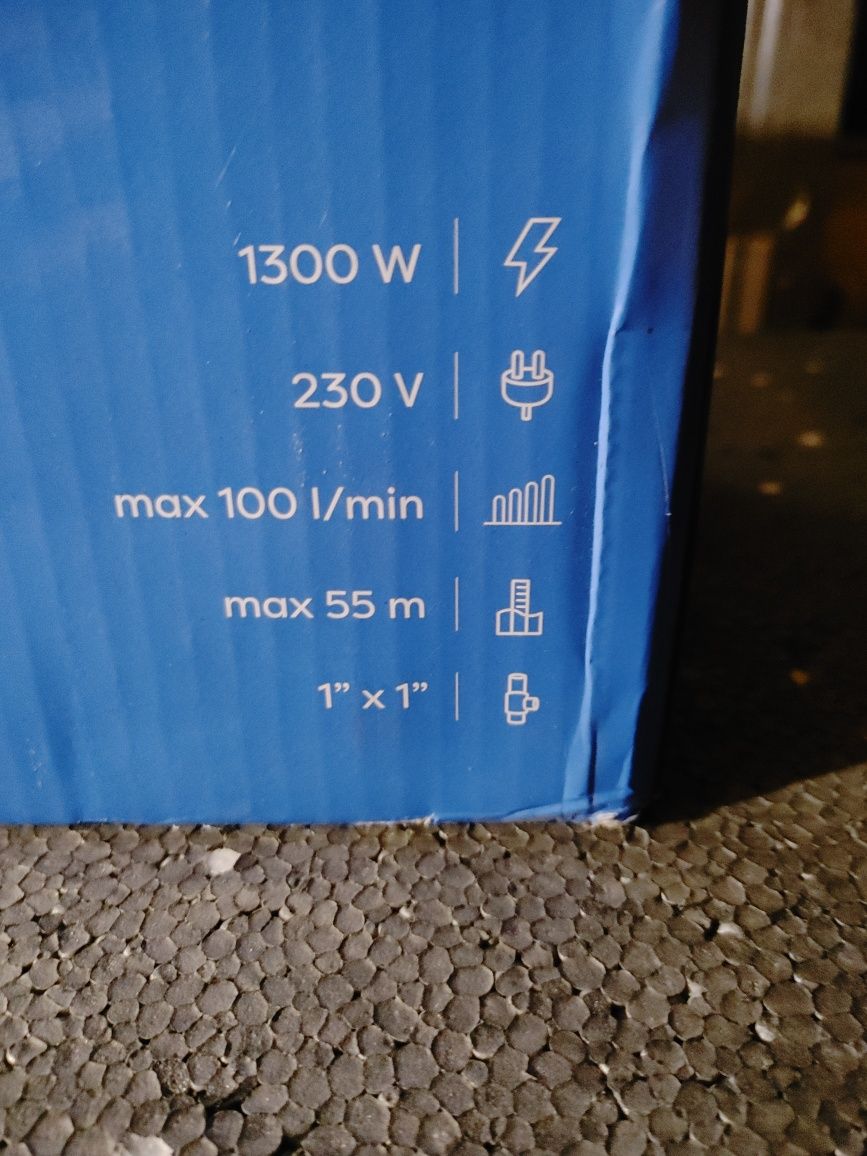 1300 W
230 V
max 100 l/min
max 55 m
1” x 1”